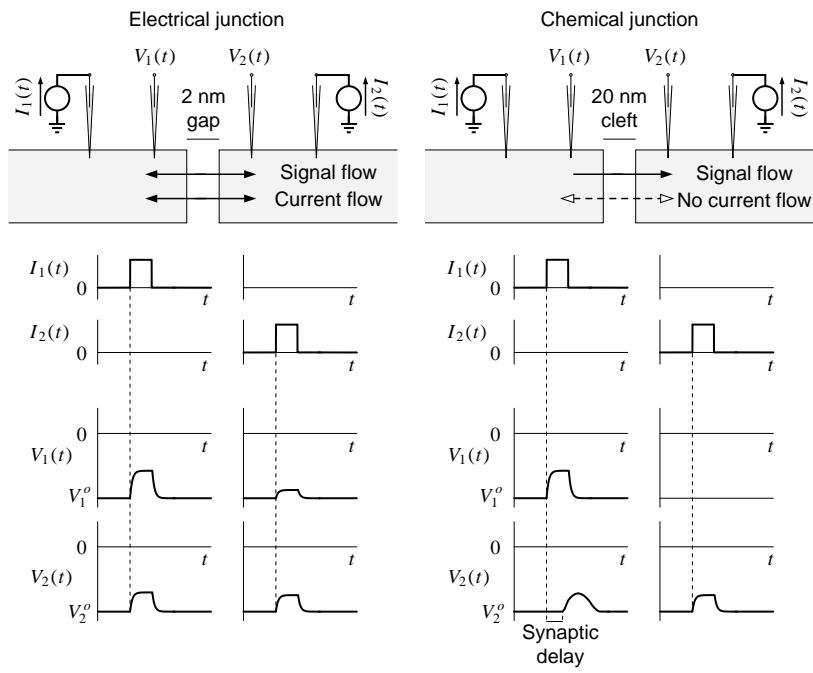 Electrical junction
Chemical junction
V1(t) V2(t)
V1(t) V2(t)
I1(t)
2 nm
gap
I2(t)
I1(t)
20 nm
cleft
I2(t)
Signal flow
Current flow
Signal flow
No current flow
I1(t)
0
t
t
I1(t)
0
t
t
I2(t)
0
t
t
I2(t)
0
t
t
0
t
t
V1(t)
V1o
0
t
t
V1(t)
V1o
0
t
t
V2(t)
V2o
0
t
t
V2(t)
V2o
Synaptic
delay